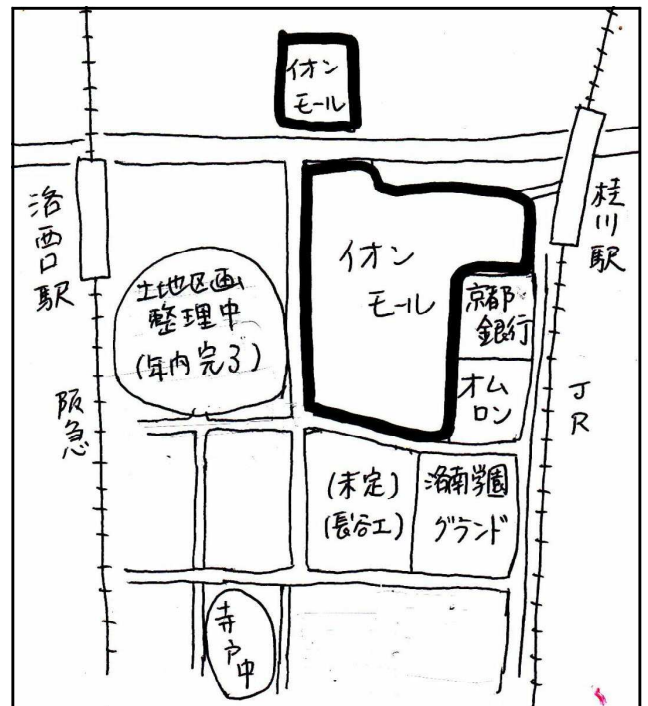 イオン
モール
洛西口駅
桂川駅
イオン
モール
土地区画
整理中
(年内完了)
京都
銀行
オム
ロン
阪急
JR
(未定)
(長谷工)
洛南学園
グランド
寺戸中